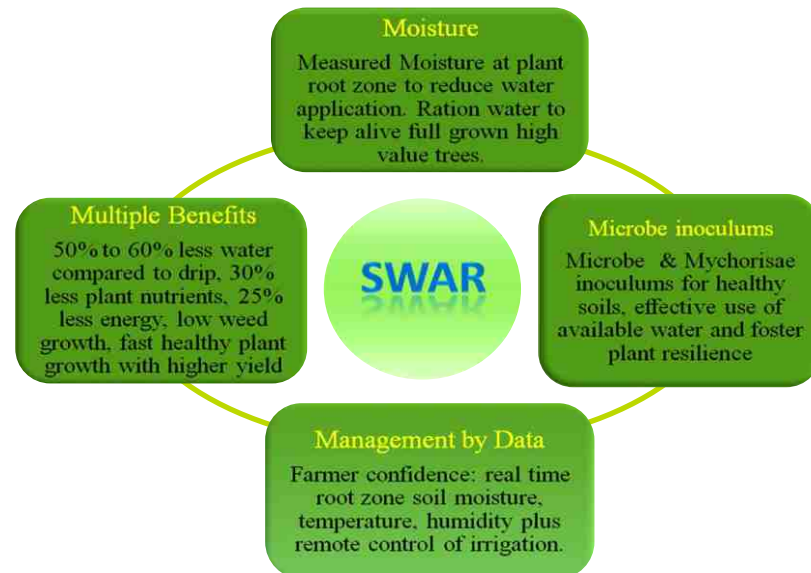 Moisture
Measured Moisture at plant
root zone to reduce water
application. Ration water to
keep alive full grown high
value trees.
Multiple Benefits
50% to 60% less water
compared to drip, 30%
less plant nutrients, 25%
less energy, low weed
growth, fast healthy plant
growth with higher yield
SWAR
Microbe inoculums
Microbe & Mychorisae
inoculums for healthy
soils, effective use of
available water and foster
plant resilience
Management by Data
Farmer confidence: real time
root zone soil moisture,
temperature, humidity plus
remote control of irrigation.